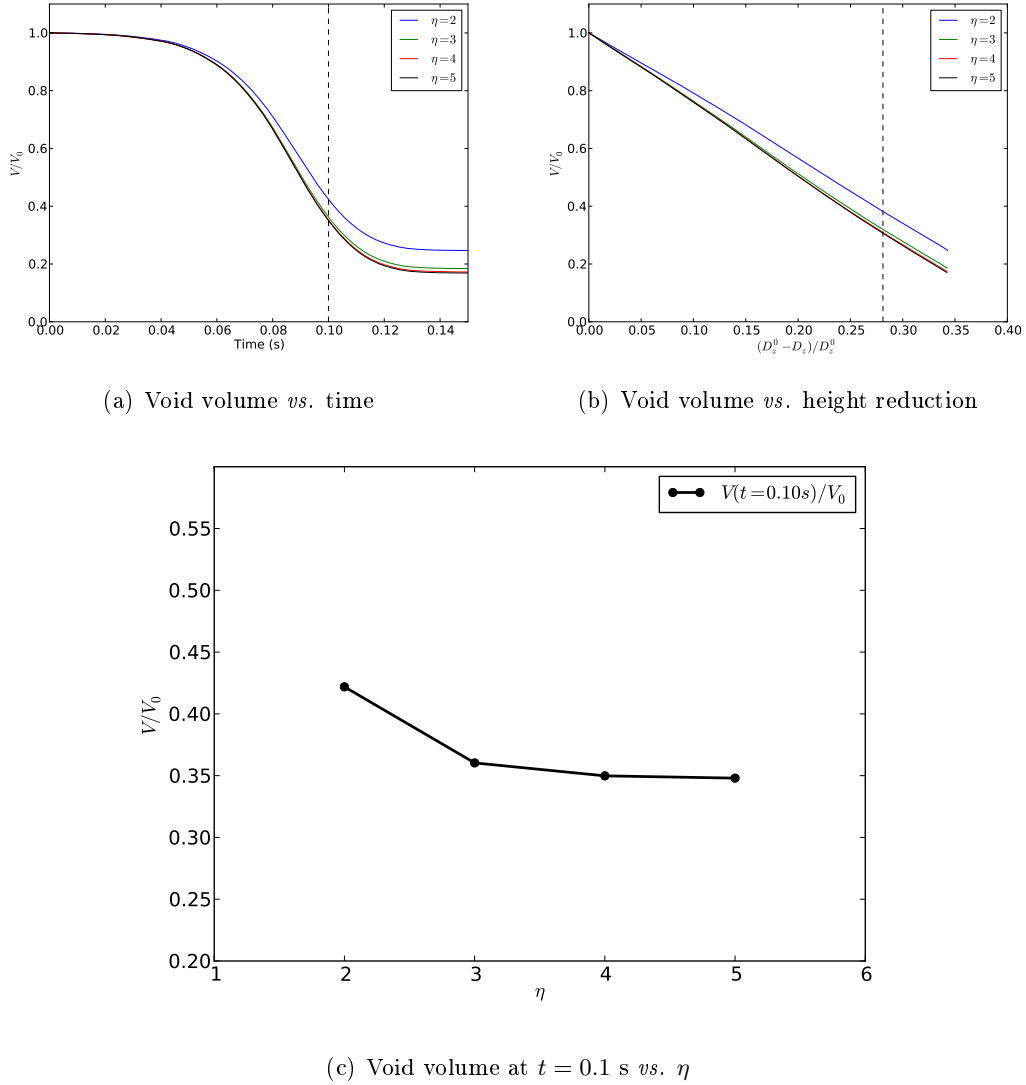 1.0
0.8
0.6
0.4
0.2
0.0
V/V₀
0.00 0.02 0.04 0.06 0.08 0.10 0.12 0.14
Time (s)
η=2
η=3
η=4
η=5
(a) Void volume vs. time
1.0
0.8
0.6
0.4
0.2
0.0
V/V₀
0.00 0.05 0.10 0.15 0.20 0.25 0.30 0.35 0.40
(D_z^0 −D_z)/D_z^0
η=2
η=3
η=4
η=5
(b) Void volume vs. height reduction
V(t=0.10s)/V₀
0.55
0.50
0.45
0.40
0.35
0.30
0.25
0.20
V/V₀
1 2 3 4 5 6
η
(c) Void volume at t = 0.1 s vs. η